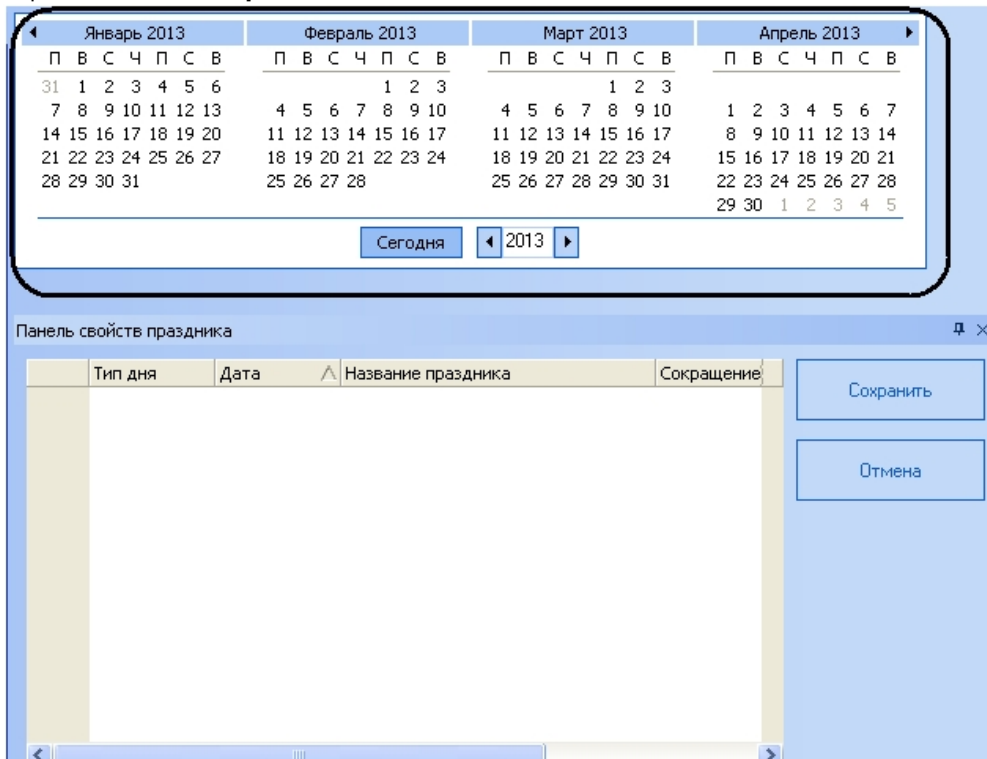 Январь 2013 Февраль 2013 Март 2013 Апрель 2013
П В С Ч П С В П В С Ч П С В П В С Ч П С В П В С Ч П С В
31 1 2 3 4 5 6 1 2 3 1 2 3
7 8 9 10 11 12 13 4 5 6 7 8 9 10 4 5 6 7 8 9 10 1 2 3 4 5 6 7
14 15 16 17 18 19 20 11 12 13 14 15 16 17 11 12 13 14 15 16 17 8 9 10 11 12 13 14
21 22 23 24 25 26 27 18 19 20 21 22 23 24 18 19 20 21 22 23 24 15 16 17 18 19 20 21
28 29 30 31 25 26 27 28 25 26 27 28 29 30 31 22 23 24 25 26 27 28
29 30 1 2 3 4 5
Сегодня 2013
Панель свойств праздника
Тип дня Дата Название праздника Сокращение
Сохранить
Отмена